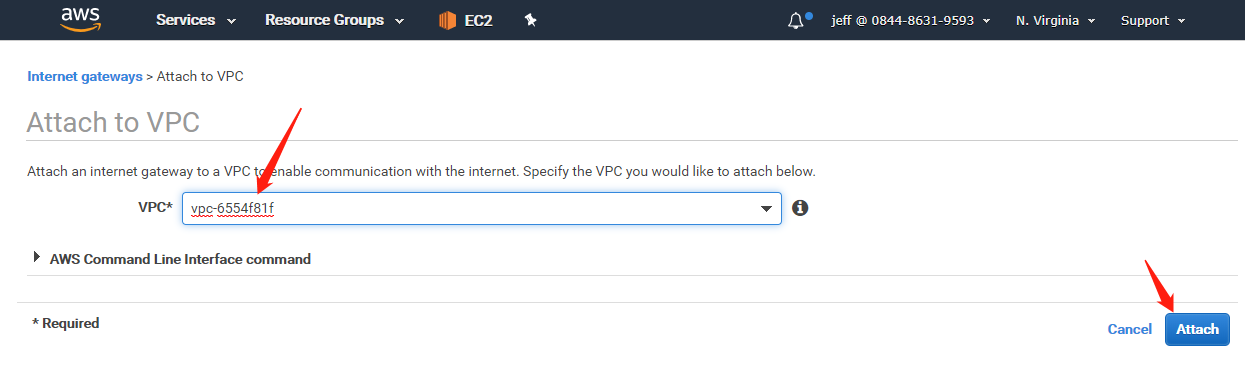 aws Services Resource Groups EC2 jeff @ 0844-8631-9593 N. Virginia Support
Internet gateways > Attach to VPC
Attach to VPC
Attach an internet gateway to a VPC to enable communication with the internet. Specify the VPC you would like to attach below.
VPC* vpc-6554f81f
AWS Command Line Interface command
* Required
Cancel Attach